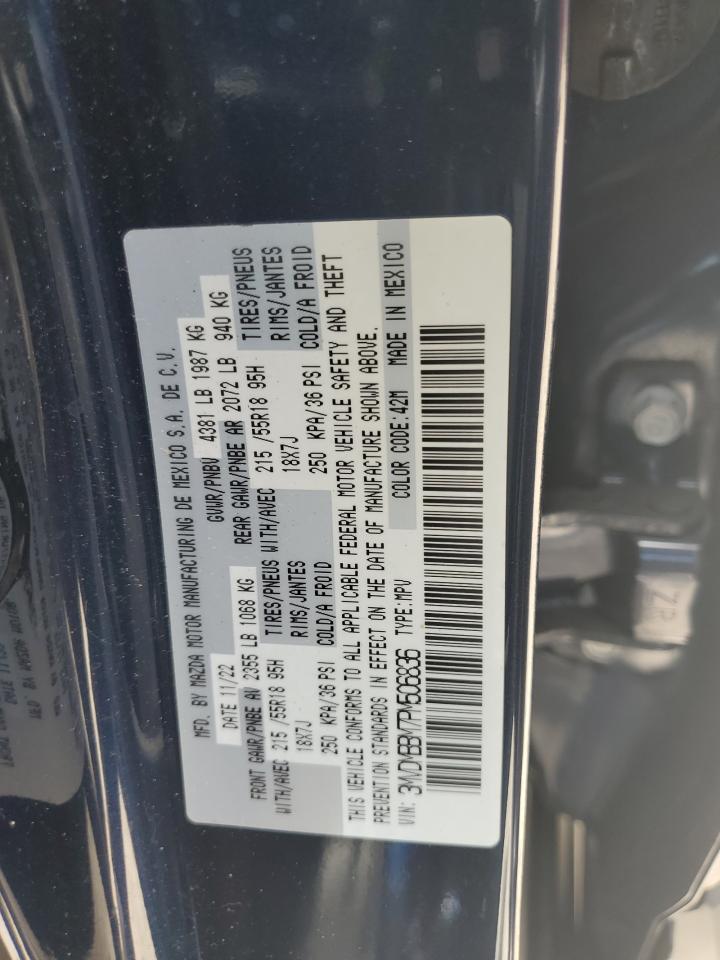 MFD. BY MAZDA MOTOR MANUFACTURING DE MEXICO S.A. DE C.V.
DATE 11/22 GVWR/PNBV 4381 LB 1987 KG
FRONT GAWR/PNBE AV 2355 LB 1068 KG REAR GAWR/PNBE AR 2072 LB 940 KG
WITH/AVEC 215 /55R18 95H TIRES/PNEUS WITH/AVEC 215 /55R18 95H TIRES/PNEUS
18X7J RIMS/JANTES 18X7J RIMS/JANTES
250 KPA/36 PSI COLD/A FROID 250 KPA/36 PSI COLD/A FROID
THIS VEHICLE CONFORMS TO ALL APPLICABLE FEDERAL MOTOR VEHICLE SAFETY AND THEFT
PREVENTION STANDARDS IN EFFECT ON THE DATE OF MANUFACTURE SHOWN ABOVE.
VIN: 3MVDMBBM7PM506836 TYPE:MPV COLOR CODE:42M MADE IN MEXICO